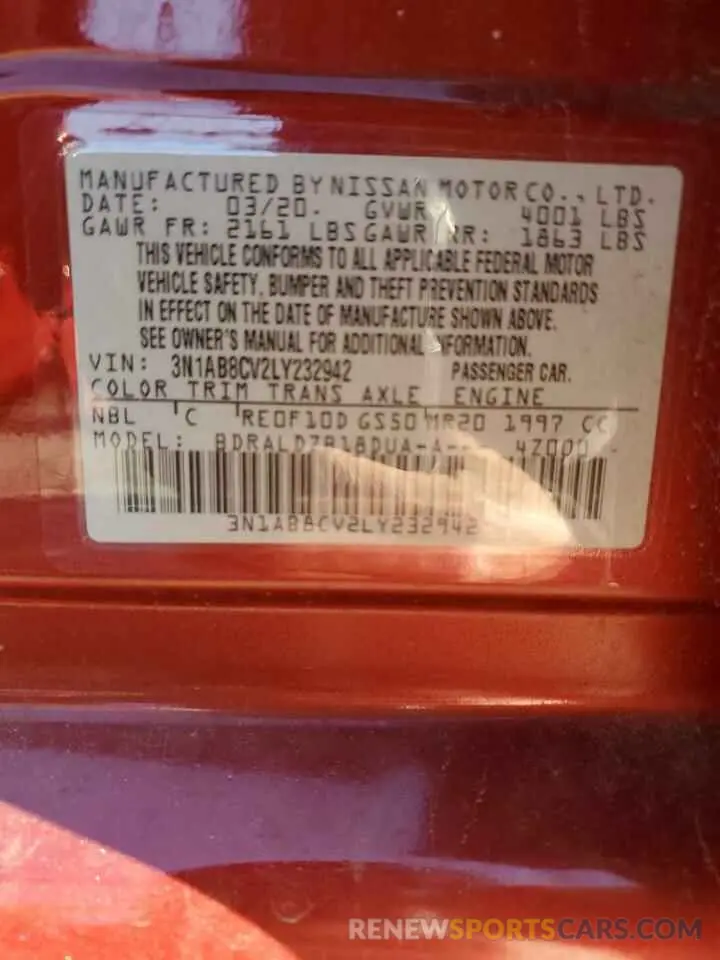 MANUFACTURED BY NISSAN MOTOR CO., LTD.
DATE: 03/20. GVWR 4001 LBS
GAWR FR: 2161 LBS GAWR RR: 1863 LBS
THIS VEHICLE CONFORMS TO ALL APPLICABLE FEDERAL MOTOR
VEHICLE SAFETY, BUMPER AND THEFT PREVENTION STANDARDS
IN EFFECT ON THE DATE OF MANUFACTURE SHOWN ABOVE.
SEE OWNER'S MANUAL FOR ADDITIONAL INFORMATION.
VIN: 3N1AB8CV2LY232942 PASSENGER CAR.
COLOR TRIM TRANS AXLE ENGINE
NBL C RE0F10D GS50 MR20 1997 CC
MODEL:
3N1AB8CV2LY232942
RENEWSPORTSCARS.COM